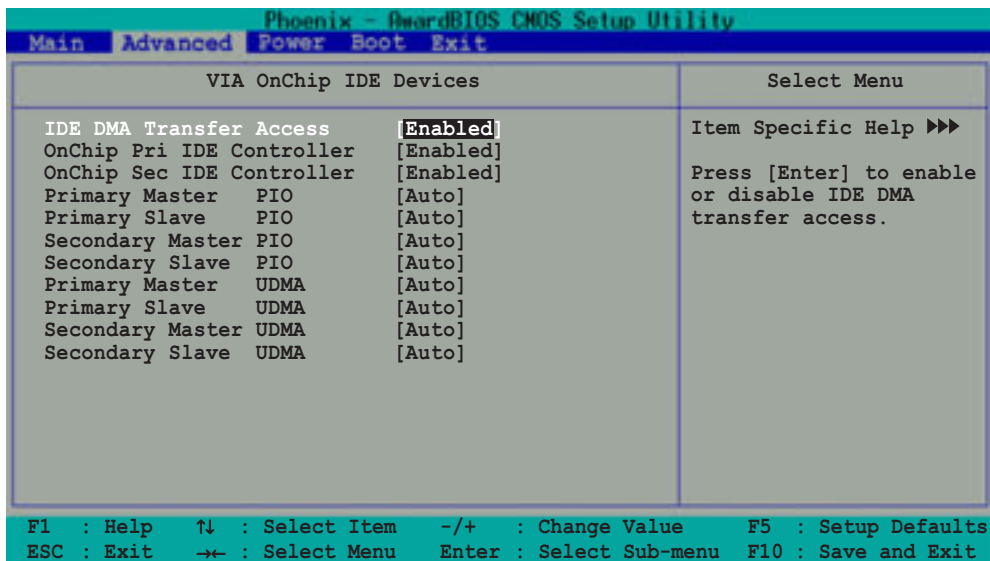 Phoenix - AwardBIOS CMOS Setup Utility
Main Advanced Power Boot Exit
VIA OnChip IDE Devices
Select Menu
IDE DMA Transfer Access [Enabled]
OnChip Pri IDE Controller [Enabled]
OnChip Sec IDE Controller [Enabled]
Primary Master PIO [Auto]
Primary Slave PIO [Auto]
Secondary Master PIO [Auto]
Secondary Slave PIO [Auto]
Primary Master UDMA [Auto]
Primary Slave UDMA [Auto]
Secondary Master UDMA [Auto]
Secondary Slave UDMA [Auto]
Item Specific Help ▶▶▶
Press [Enter] to enable
or disable IDE DMA
transfer access.
F1 : Help ↑↓ : Select Item -/+ : Change Value F5 : Setup Defaults
ESC : Exit →← : Select Menu Enter : Select Sub-menu F10 : Save and Exit